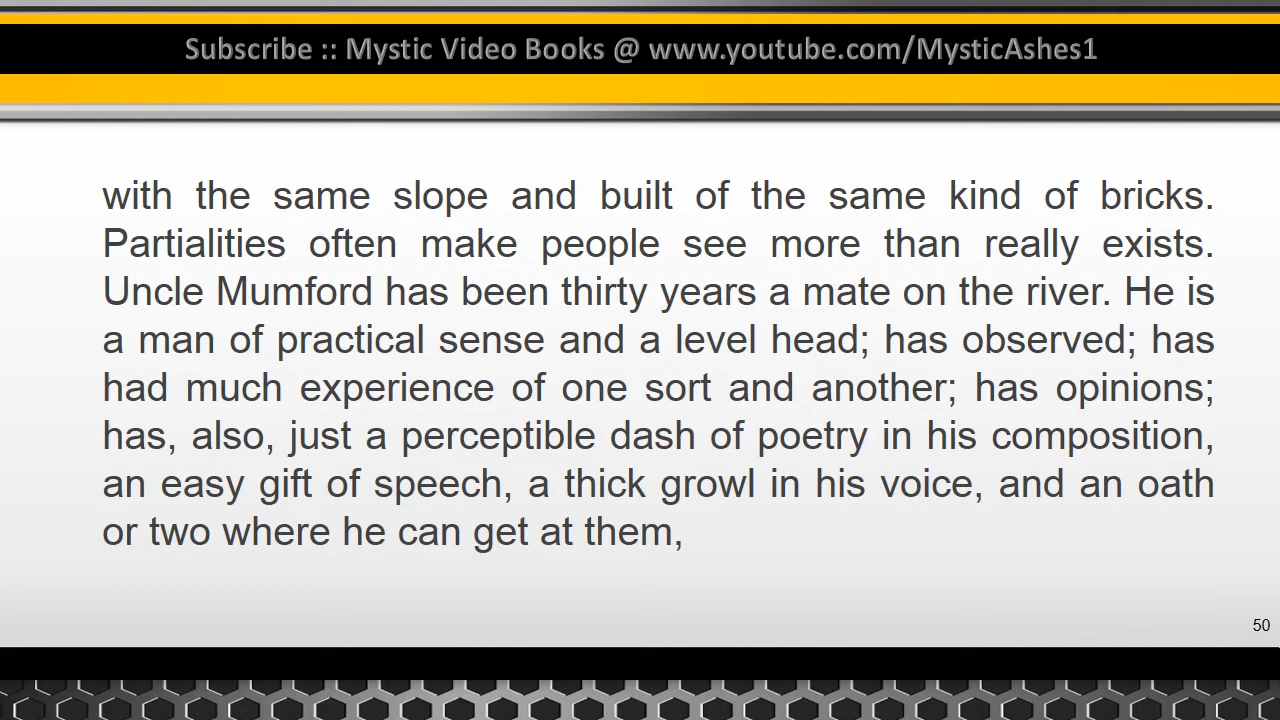 Subscribe :: Mystic Video Books @ www.youtube.com/MysticAshes1
with the same slope and built of the same kind of bricks.
Partialities often make people see more than really exists.
Uncle Mumford has been thirty years a mate on the river. He is
a man of practical sense and a level head; has observed; has
had much experience of one sort and another; has opinions;
has, also, just a perceptible dash of poetry in his composition,
an easy gift of speech, a thick growl in his voice, and an oath
or two where he can get at them,
50